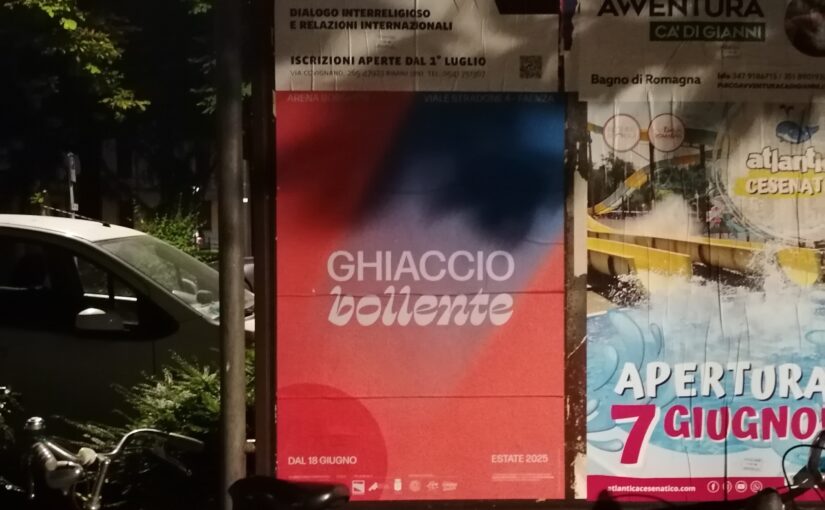 DIALOGO INTERRELIGIOSO
E RELAZIONI INTERNAZIONALI
ISCRIZIONI APERTE DAL 1° LUGLIO
ARENA BORGHESI
VIALE STRADONE 4 - FAENZA
GHIACCIO
bollente
DAL 18 GIUGNO
ESTATE 2025
AVVENTURA
CA' DI GIANNI
Bagno di Romagna
atlantica
CESENATICO
APERTURA
7 GIUGNO!
atlanticacesenatico.com